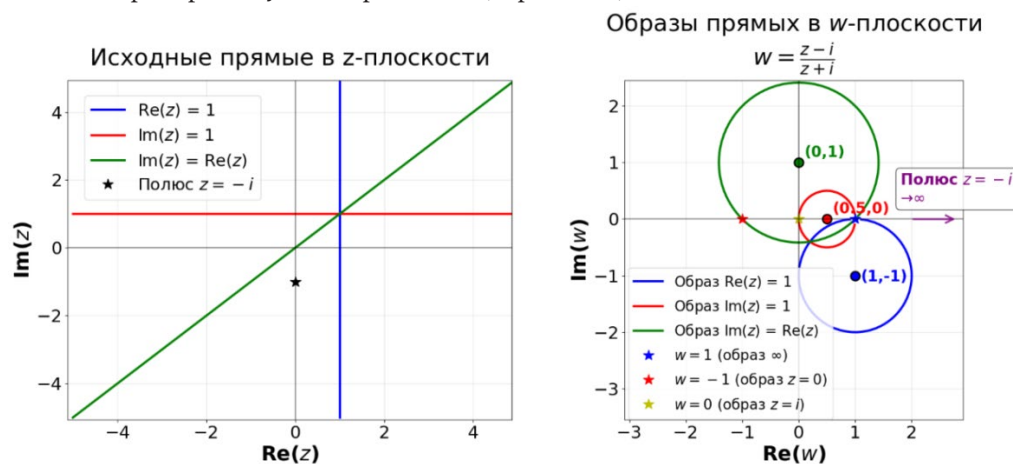 Исходные прямые в z-плоскости
Re(z) = 1
Im(z) = 1
Im(z) = Re(z)
Полюс z = −i
Im(z)
4
2
0
−2
−4
−4
−2
0
2
4
Re(z)
Образы прямых в w-плоскости
w = \frac{z−i}{z+i}
(0,1)
Полюс z = −i
→∞
(0.5,0)
(1,-1)
Образ Re(z) = 1
Образ Im(z) = 1
Образ Im(z) = Re(z)
w = 1 (образ ∞)
w = −1 (образ z = 0)
w = 0 (образ z = i)
Im(w)
2
1
0
−1
−2
−3
−3
−2
−1
0
1
2
Re(w)